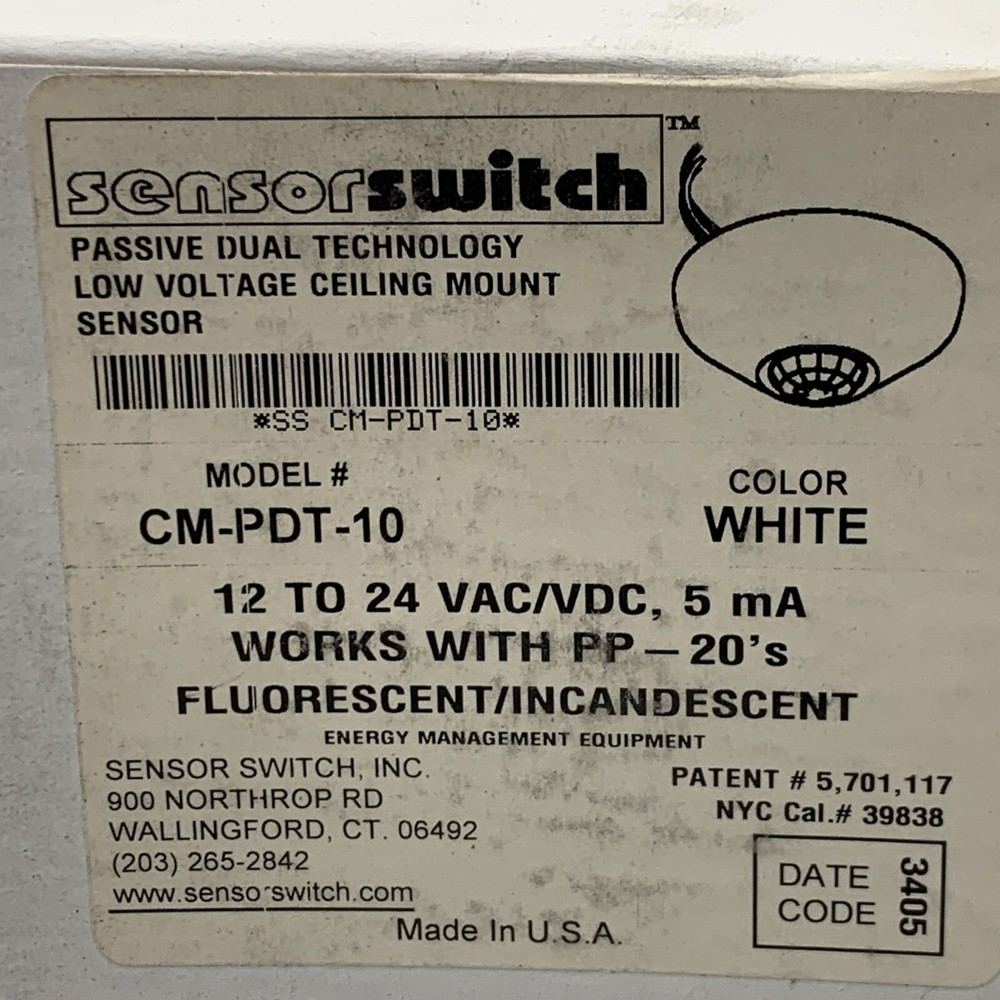 sensorswitch™
PASSIVE DUAL TECHNOLOGY
LOW VOLTAGE CEILING MOUNT
SENSOR
*SS CM-PDT-10*
MODEL #
CM-PDT-10
COLOR
WHITE
12 TO 24 VAC/VDC, 5 mA
WORKS WITH PP-20's
FLUORESCENT/INCANDESCENT
ENERGY MANAGEMENT EQUIPMENT
SENSOR SWITCH, INC.
900 NORTHROP RD
WALLINGFORD, CT. 06492
(203) 265-2842
www.sensorswitch.com
PATENT # 5,701,117
NYC Cal.# 39838
DATE
CODE
3405
Made In U.S.A.